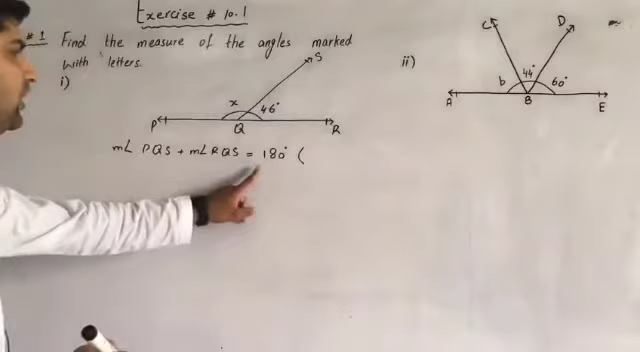 Exercise # 10.1
# 1 Find the measure of the angles marked
with letters.
i)
S
x 46°
P Q R
m∠ PQS + m∠ RQS = 180° (
ii)
C D
b 44° 60°
A B E